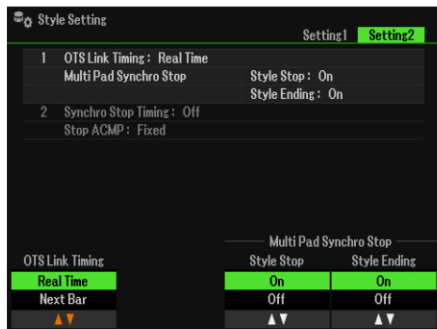 Style Setting
Setting1 Setting2
1 OTS Link Timing: Real Time
Multi Pad Synchro Stop Style Stop: On
Style Ending: On
2 Synchro Stop Timing: Off
Stop ACMP: Fixed
Multi Pad Synchro Stop
OTS Link Timing Style Stop Style Ending
Real Time On On
Next Bar Off Off